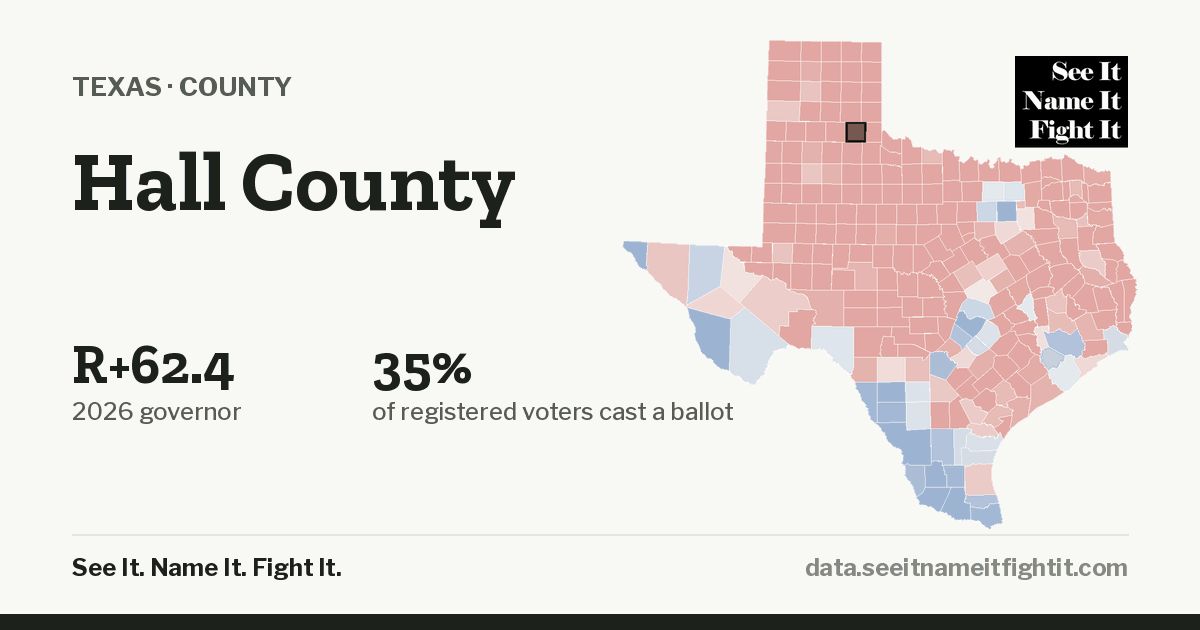 TEXAS · COUNTY
See It
Name It
Fight It
Hall County
R+62.4
2026 governor
35%
of registered voters cast a ballot
See It. Name It. Fight It.
data.seeitnameitfightit.com